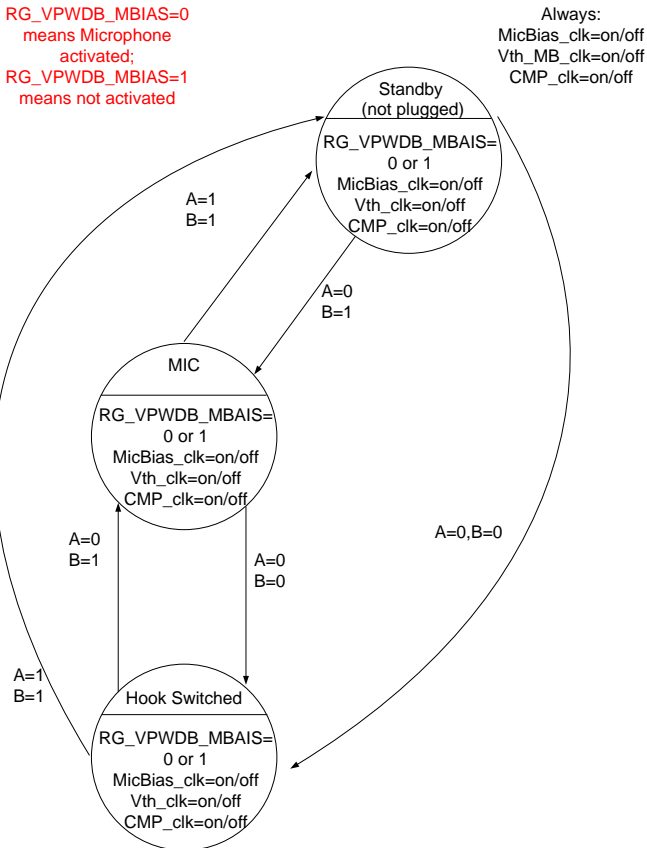 RG_VPWDB_MBIAS=0
means Microphone
activated;
RG_VPWDB_MBIAS=1
means not activated
Always:
MicBias_clk=on/off
Vth_MB_clk=on/off
CMP_clk=on/off
Standby
(not plugged)
RG_VPWDB_MBAIS=
0 or 1
MicBias_clk=on/off
Vth_clk=on/off
CMP_clk=on/off
A=1
B=1
A=0
B=1
MIC
RG_VPWDB_MBAIS=
0 or 1
MicBias_clk=on/off
Vth_clk=on/off
CMP_clk=on/off
A=0
B=1
A=0
B=0
A=0,B=0
A=1
B=1
Hook Switched
RG_VPWDB_MBAIS=
0 or 1
MicBias_clk=on/off
Vth_clk=on/off
CMP_clk=on/off